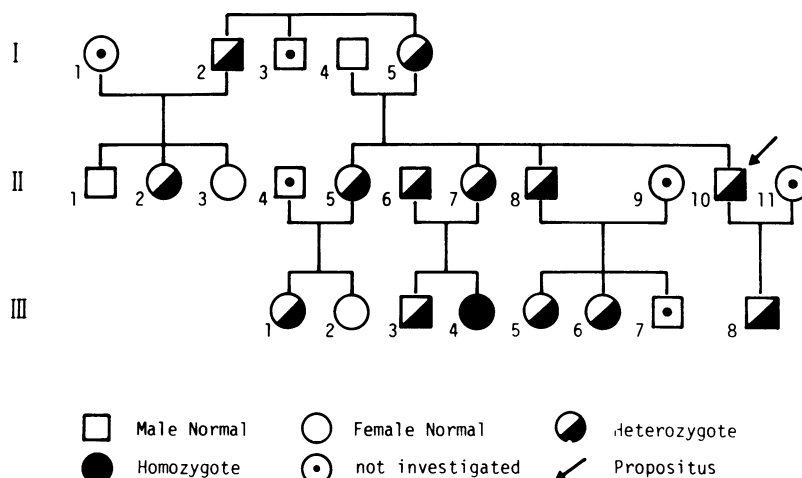 I
1 2 3 4 5
II
1 2 3 4 5 6 7 8 9 10 11
III
1 2 3 4 5 6 7 8
Male Normal Female Normal Heterozygote
Homozygote not investigated Propositus